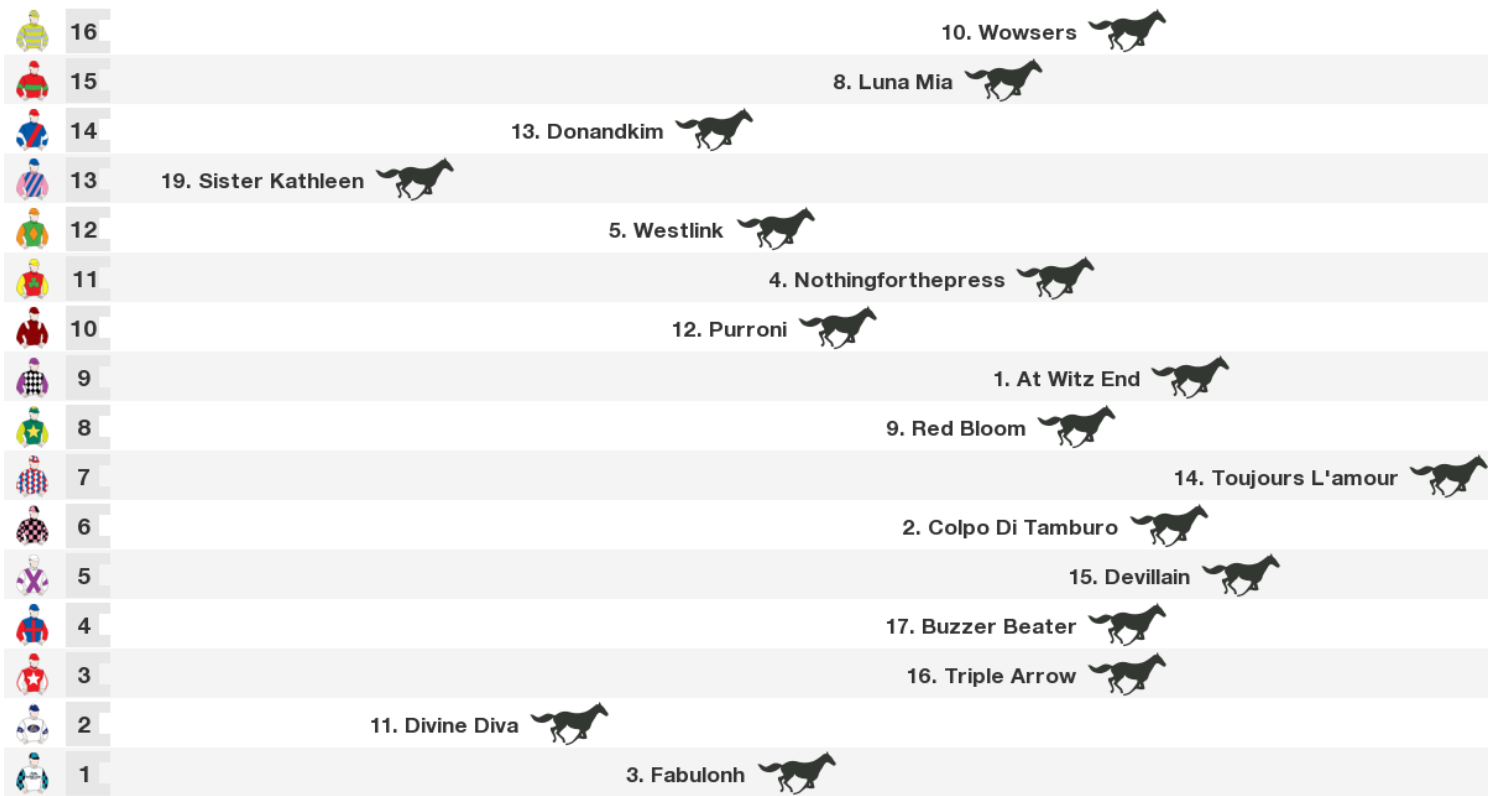 16 10. Wowsers
15 8. Luna Mia
14 13. Donandkim
13 19. Sister Kathleen
12 5. Westlink
11 4. Nothingforthepress
10 12. Purroni
9 1. At Witz End
8 9. Red Bloom
7 14. Toujours L'amour
6 2. Colpo Di Tamburo
5 15. Devillain
4 17. Buzzer Beater
3 16. Triple Arrow
2 11. Divine Diva
1 3. Fabulonh